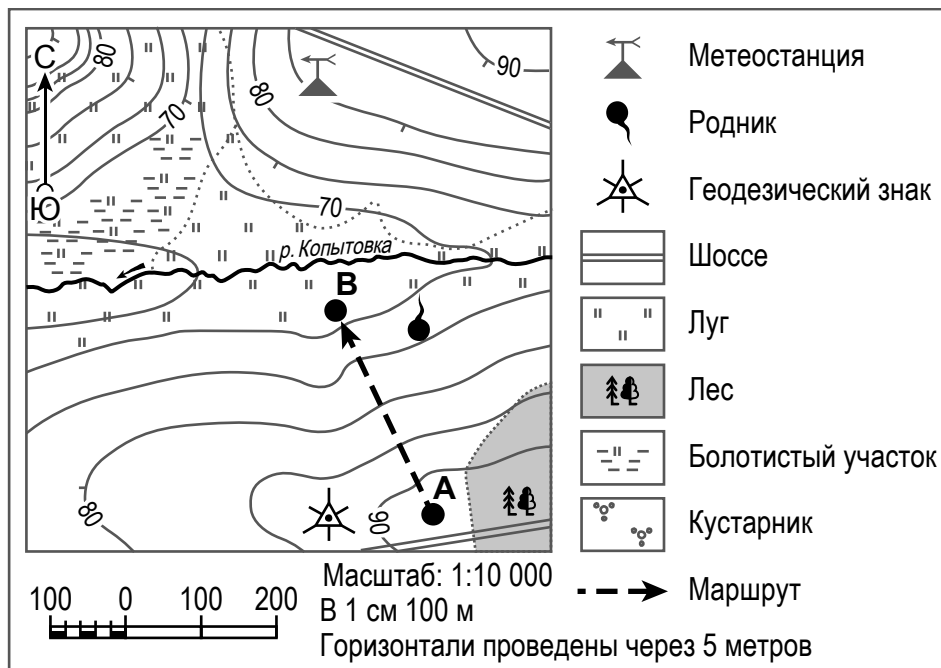 С
Ю
80
70
80
90
70
р. Копытовка
В
А
80
90
Метеостанция
Родник
Геодезический знак
Шоссе
Луг
Лес
Болотистый участок
Кустарник
Маршрут
100 0 100 200
Масштаб: 1:10 000
В 1 см 100 м
Горизонтали проведены через 5 метров